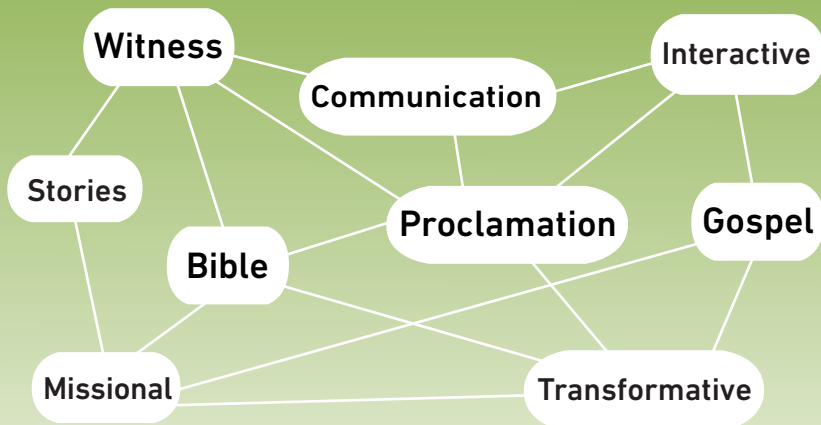 Witness
Interactive
Communication
Stories
Proclamation
Gospel
Bible
Missional
Transformative